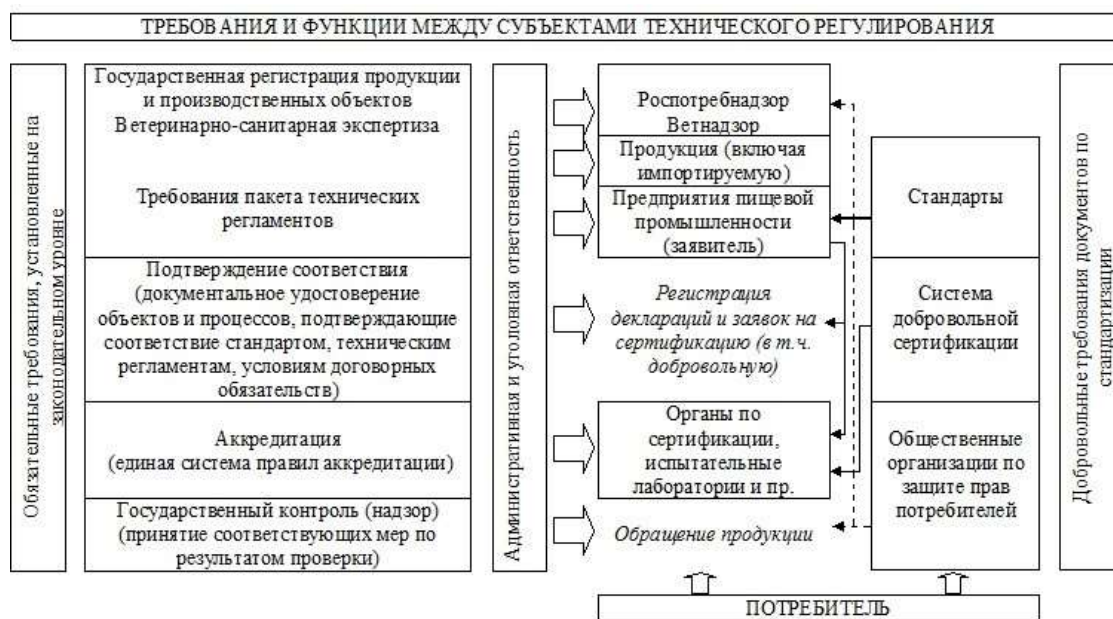 ТРЕБОВАНИЯ И ФУНКЦИИ МЕЖДУ СУБЪЕКТАМИ ТЕХНИЧЕСКОГО РЕГУЛИРОВАНИЯ
Обязательные требования, установленные на
законодательном уровне
Государственная регистрация продукции
и производственных объектов
Ветеринарно-санитарная экспертиза
Требования пакета технических
регламентов
Подтверждение соответствия
(документальное удостоверение
объектов и процессов, подтверждающие
соответствие стандартом, техническим
регламентам, условиям договорных
обязательств)
Аккредитация
(единая система правил аккредитации)
Государственный контроль (надзор)
(принятие соответствующих мер по
результатом проверки)
Административная и уголовная ответственность
Роспотребнадзор
Ветнадзор
Продукция (включая
импортируемую)
Предприятия пищевой
промышленности
(заявитель)
Регистрация
деклараций и заявок на
сертификацию (в т.ч.
добровольную)
Органы по
сертификации,
испытательные
лаборатории и пр.
Обращение продукции
Стандарты
Система
добровольной
сертификации
Общественные
организации по
защите прав
потребителей
Добровольные требования документов по
стандартизации
ПОТРЕБИТЕЛЬ